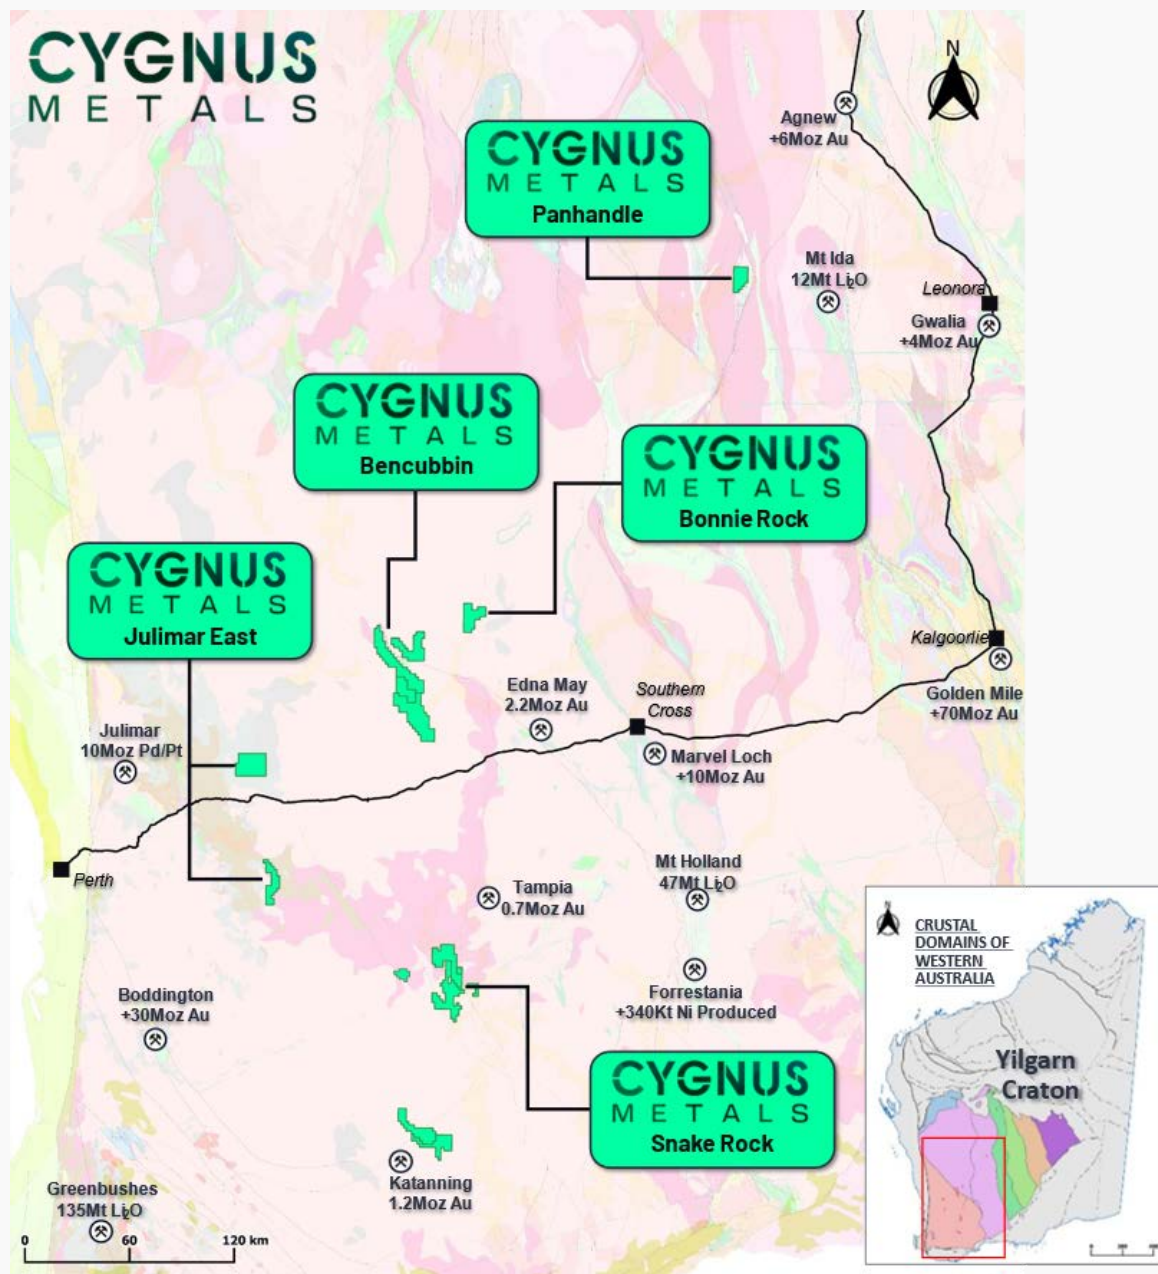 CYGNUS
METALS
N
Agnew
+6Moz Au
CYGNUS
METALS
Panhandle
Mt Ida
12Mt Li2O
Leonora
Gwalia
+4Moz Au
CYGNUS
METALS
Bencubbin
CYGNUS
METALS
Bonnie Rock
CYGNUS
METALS
Julimar East
Kalgoorlie
Golden Mile
+70Moz Au
Edna May
2.2Moz Au
Southern
Cross
Marvel Loch
+10Moz Au
Julimar
10Moz Pd/Pt
Perth
Mt Holland
47Mt Li2O
Tampia
0.7Moz Au
Forrestania
+340Kt Ni Produced
Boddington
+30Moz Au
CYGNUS
METALS
Snake Rock
Katanning
1.2Moz Au
Greenbushes
135Mt Li2O
0 60 120 km
CRUSTAL
DOMAINS OF
WESTERN
AUSTRALIA
Yilgarn
Craton